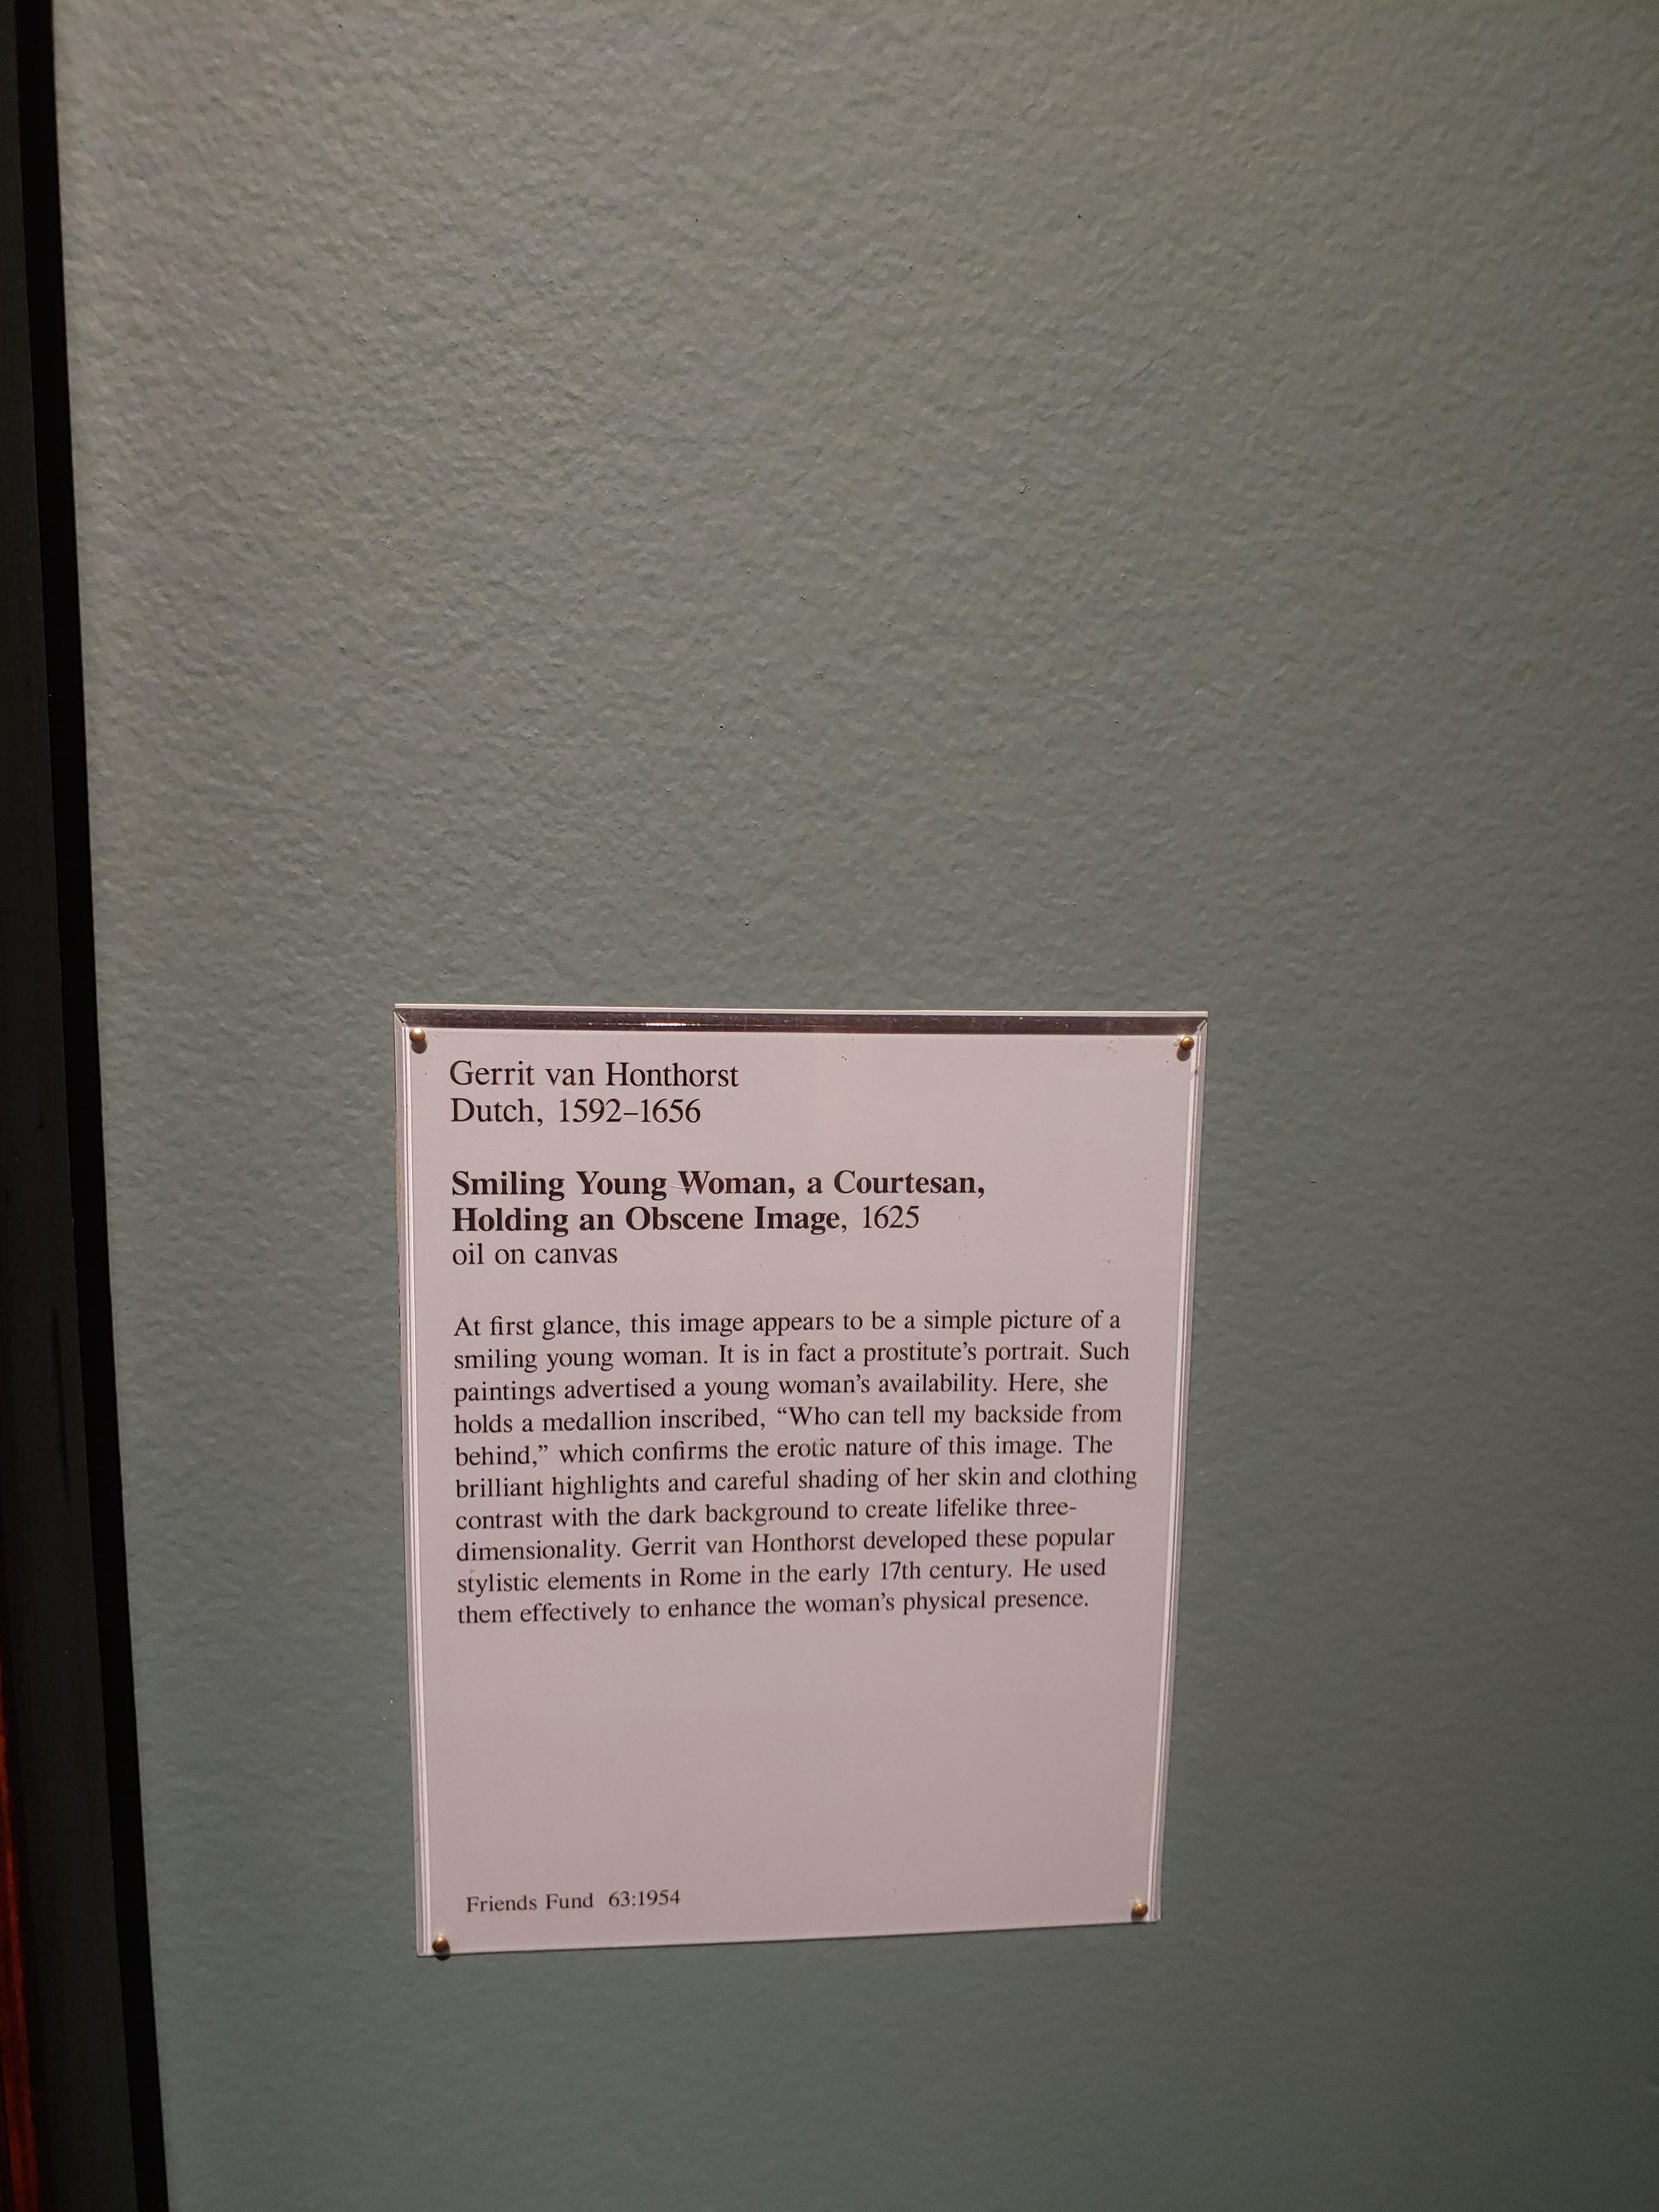 Gerrit van Honthorst
Dutch, 1592–1656
Smiling Young Woman, a Courtesan,
Holding an Obscene Image, 1625
oil on canvas
At first glance, this image appears to be a simple picture of a
smiling young woman. It is in fact a prostitute’s portrait. Such
paintings advertised a young woman’s availability. Here, she
holds a medallion inscribed, “Who can tell my backside from
behind,” which confirms the erotic nature of this image. The
brilliant highlights and careful shading of her skin and clothing
contrast with the dark background to create lifelike three-
dimensionality. Gerrit van Honthorst developed these popular
stylistic elements in Rome in the early 17th century. He used
them effectively to enhance the woman’s physical presence.
Friends Fund 63:1954